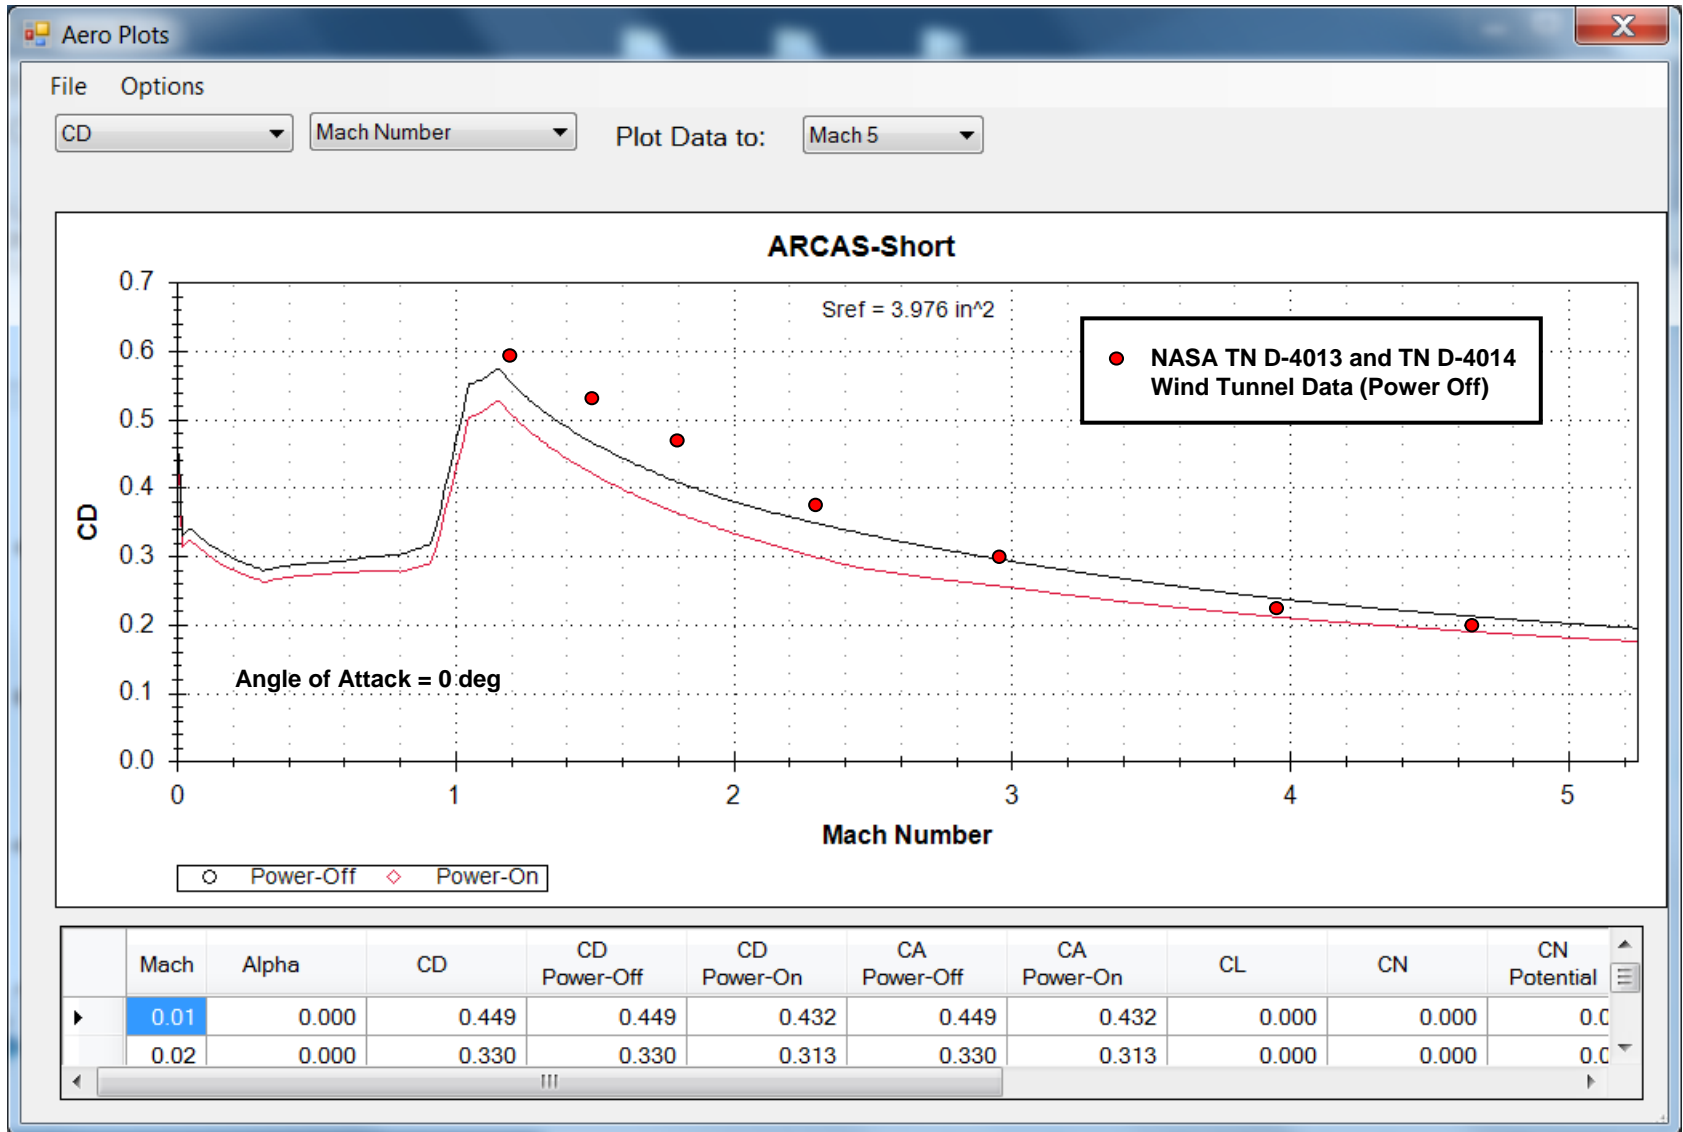 Aero Plots
File Options
CD Mach Number Plot Data to: Mach 5
ARCAS-Short
Sref = 3.976 in^2
NASA TN D-4013 and TN D-4014
Wind Tunnel Data (Power Off)
0.7
0.6
0.5
0.4
0.3
0.2
0.1
0.0
CD
Angle of Attack = 0 deg
0 1 2 3 4 5
Mach Number
Power-Off Power-On
Mach Alpha CD CD Power-Off CD Power-On CA Power-Off CA Power-On CL CN CN Potential
0.01 0.000 0.449 0.449 0.432 0.449 0.432 0.000 0.000 0.0
0.02 0.000 0.330 0.330 0.313 0.330 0.313 0.000 0.000 0.0